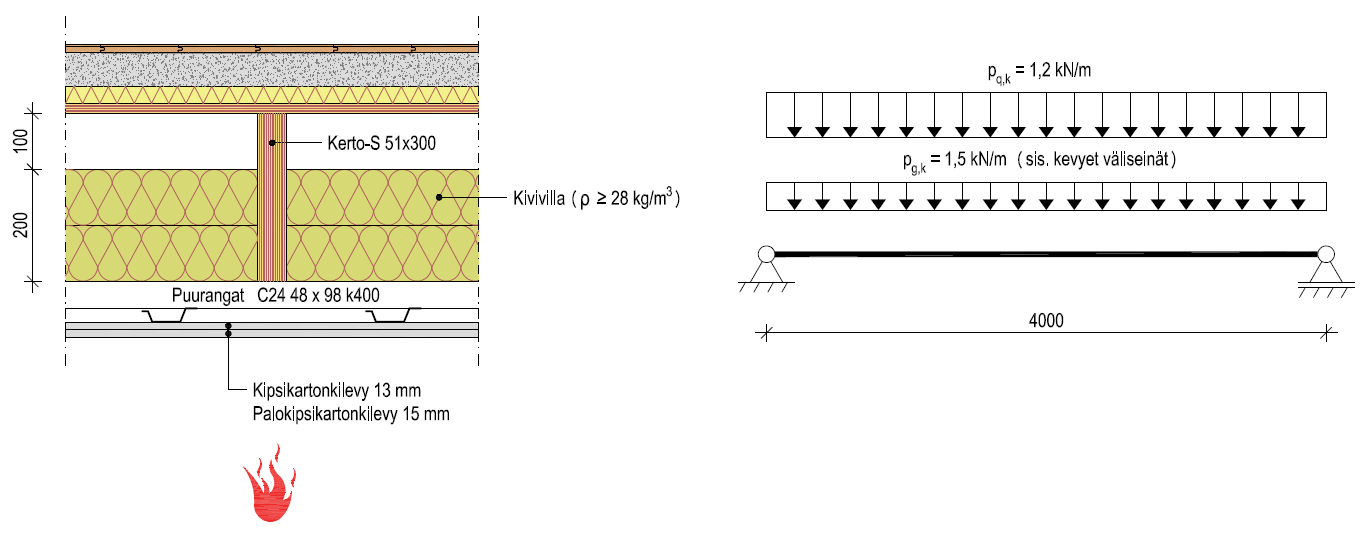 100
200
Kerto-S 51x300
Kivivilla ( ρ ≥ 28 kg/m³ )
Puurangat C24 48 x 98 k400
Kipsikartonkilevy 13 mm
Palokipsikartonkilevy 15 mm
pq,k = 1,2 kN/m
pg,k = 1,5 kN/m ( sis. kevyet väliseinät)
4000